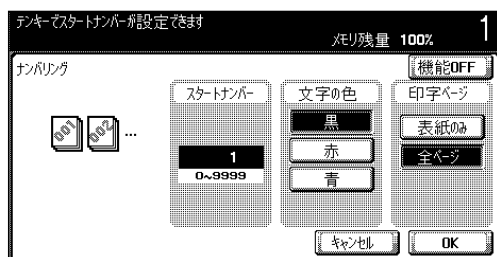 テンキーでスタートナンバーが設定できます
メモリ残量 100% 1
ナンバリング
機能OFF
スタートナンバー
文字の色
印字ページ
001 002 ...
黒
表紙のみ
1
赤
全ページ
0~9999
青
キャンセル
OK